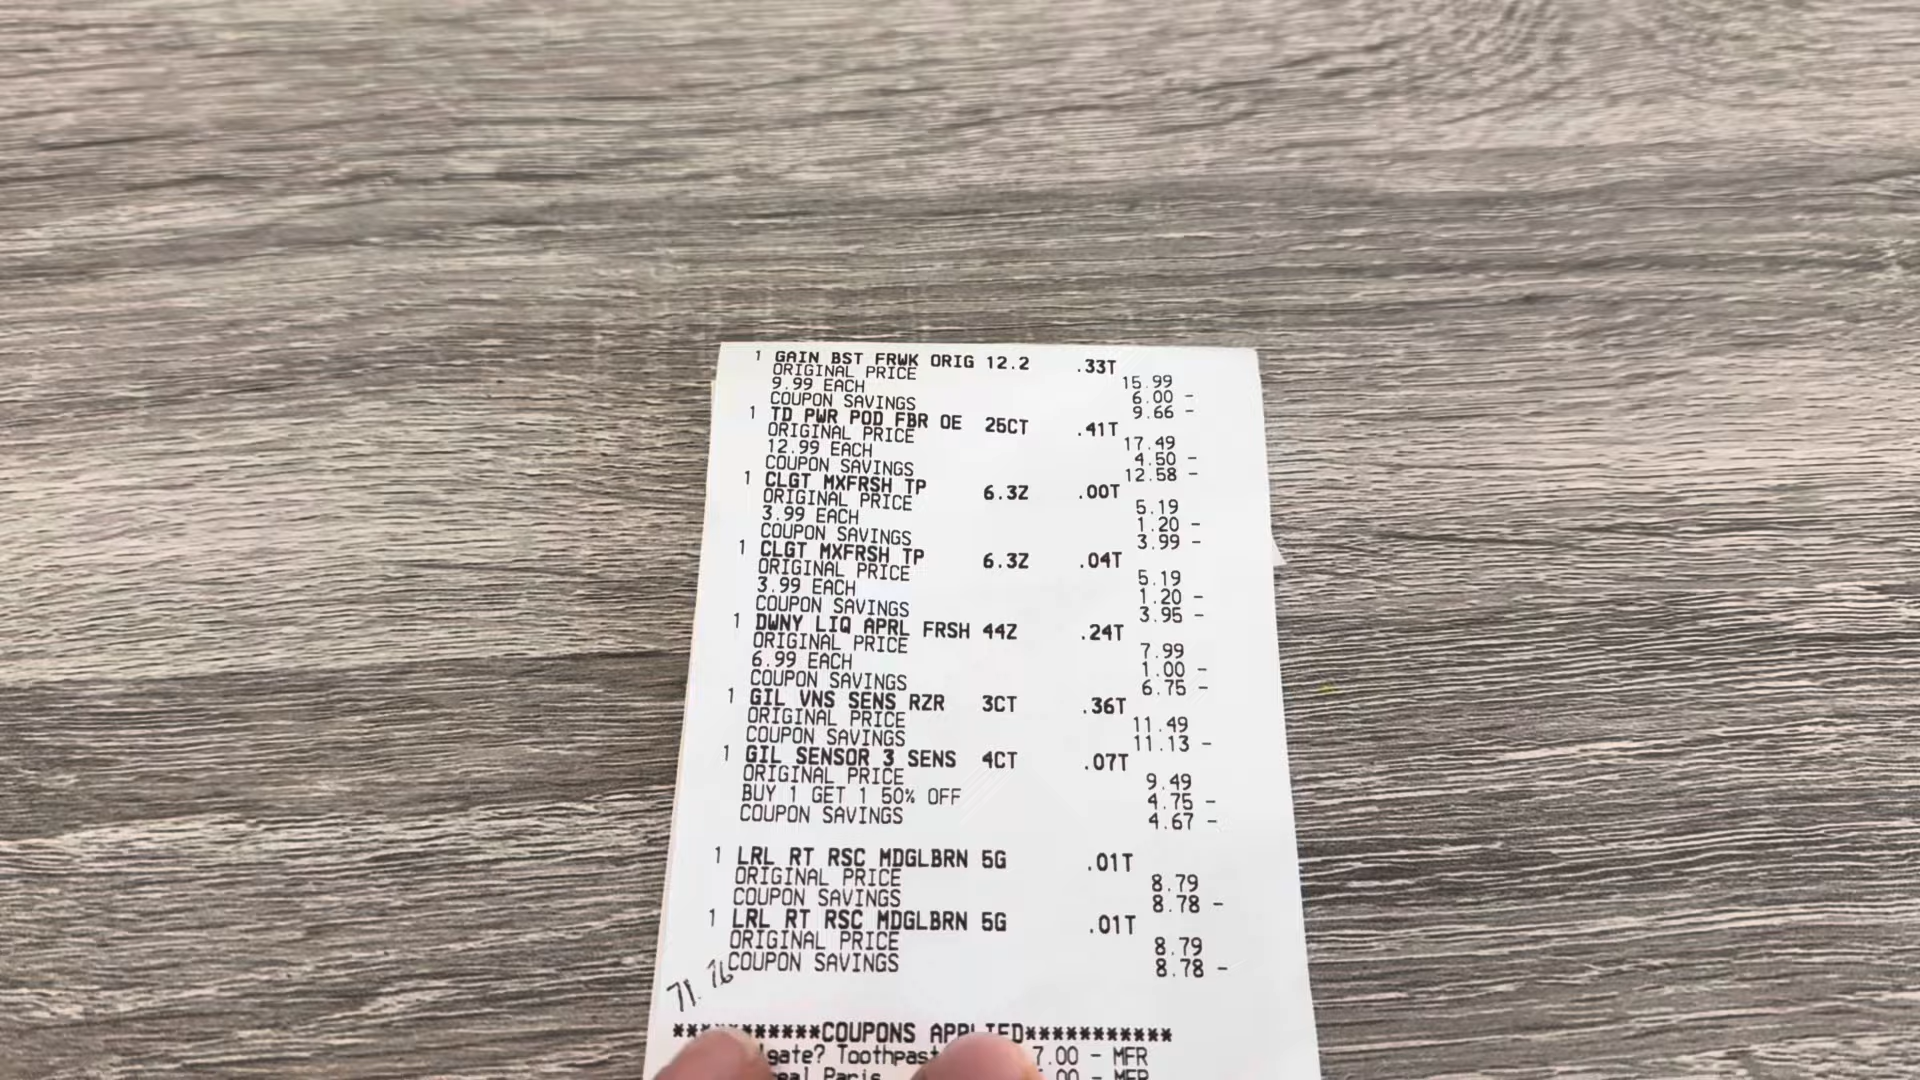 1 GAIN BST FRWK ORIG 12.2 .33T
ORIGINAL PRICE 15.99
9.99 EACH 6.00 -
COUPON SAVINGS 9.66 -
1 TD PWR POD FBR OE 25CT .41T
ORIGINAL PRICE 17.49
12.99 EACH 4.50 -
COUPON SAVINGS 12.58 -
1 CLGT MXFRSH TP 6.3Z .00T
ORIGINAL PRICE 5.19
3.99 EACH 1.20 -
COUPON SAVINGS 3.99 -
1 CLGT MXFRSH TP 6.3Z .04T
ORIGINAL PRICE 5.19
3.99 EACH 1.20 -
COUPON SAVINGS 3.95 -
1 DWNY LIQ APRL FRSH 44Z .24T
ORIGINAL PRICE 7.99
6.99 EACH 1.00 -
COUPON SAVINGS 6.75 -
1 GIL VNS SENS RZR 3CT .36T
ORIGINAL PRICE 11.49
COUPON SAVINGS 11.13 -
1 GIL SENSOR 3 SENS 4CT .07T
ORIGINAL PRICE 9.49
BUY 1 GET 1 50% OFF 4.75 -
COUPON SAVINGS 4.67 -
1 LRL RT RSC MDGLBRN 5G .01T
ORIGINAL PRICE 8.79
COUPON SAVINGS 8.78 -
1 LRL RT RSC MDGLBRN 5G .01T
ORIGINAL PRICE 8.79
COUPON SAVINGS 8.78 -
71.76
***********COUPONS APPLIED***********
7.00 - MFR
Paris .00 - MFR